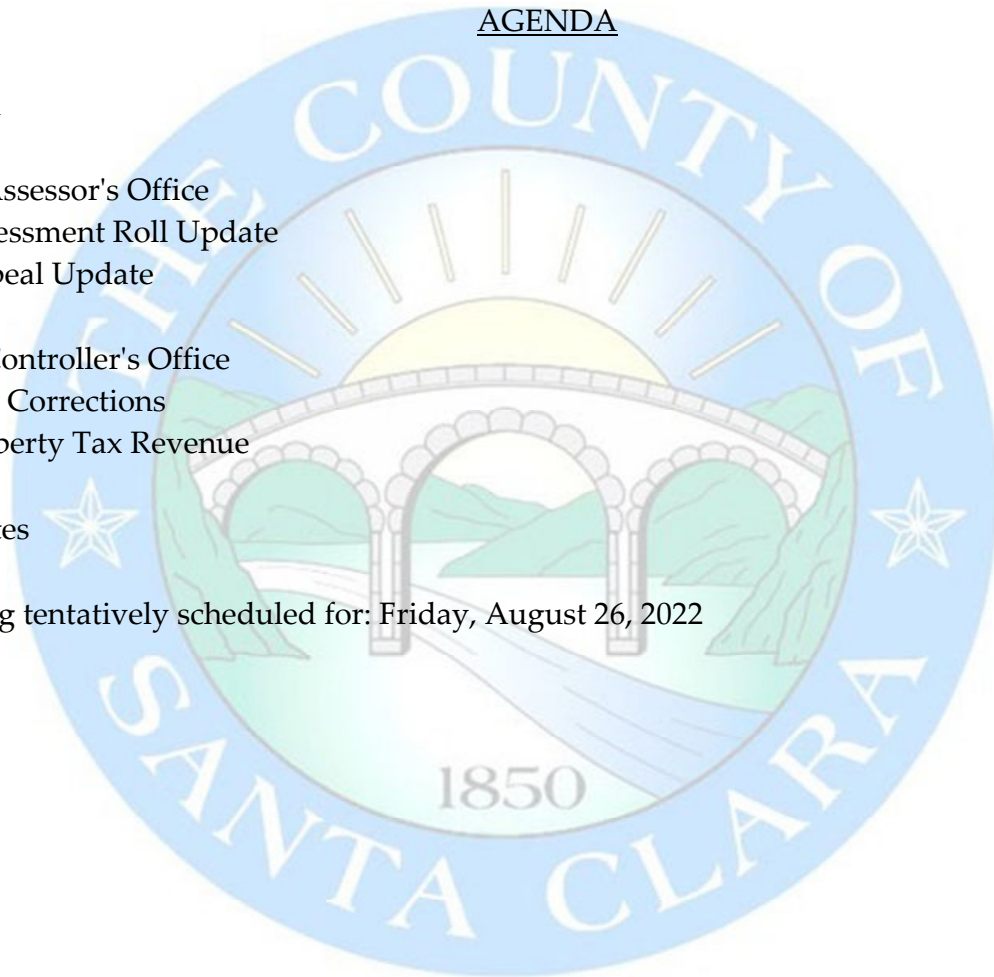 AGENDA
Assessor's Office
essment Roll Update
peal Update
Controller's Office
Corrections
perty Tax Revenue
tes
g tentatively scheduled for: Friday, August 26, 2022
THE COUNTY OF
SANTA CLARA
1850